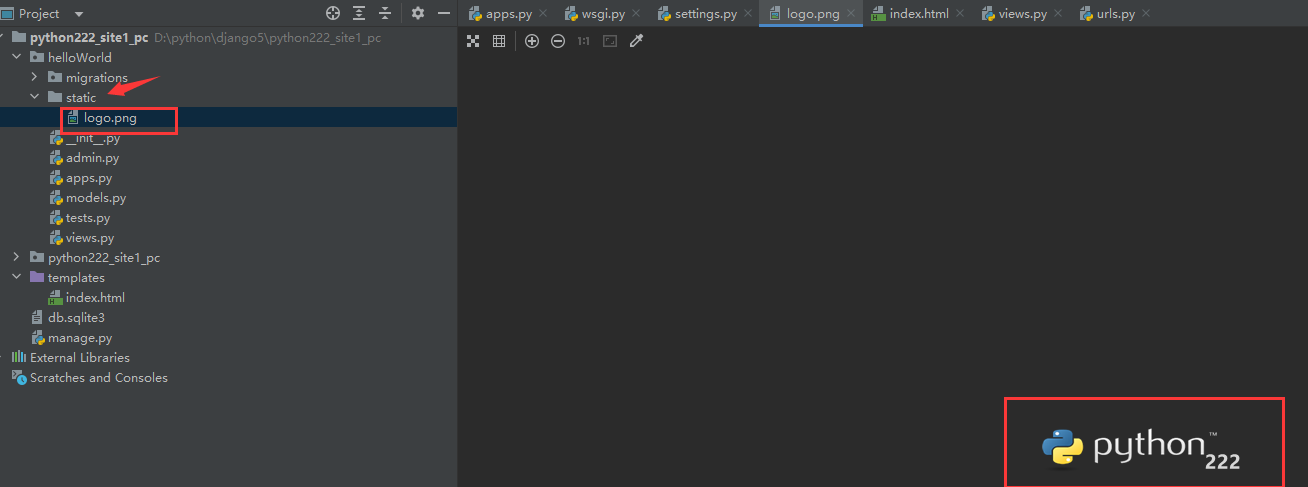 Project
apps.py
wsgi.py
settings.py
logo.png
index.html
views.py
urls.py
1:1
python222_site1_pc D:\python\django5\python222_site1_pc
helloWorld
migrations
static
logo.png
__init__.py
admin.py
apps.py
models.py
tests.py
views.py
python222_site1_pc
templates
index.html
db.sqlite3
manage.py
External Libraries
Scratches and Consoles
python™
222